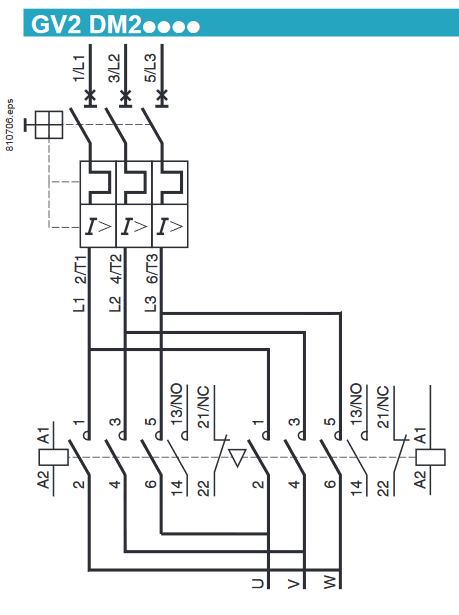 GV2 DM2●●●●
1/L1 3/L2 5/L3
810706.eps
I> I> I>
2/T1 4/T2 6/T3
L1 L2 L3
A1 1 3 5 13/NO 21/NC 1 3 5 13/NO 21/NC A1
A2 2 4 6 14 22 2 4 6 14 22 A2
U V W